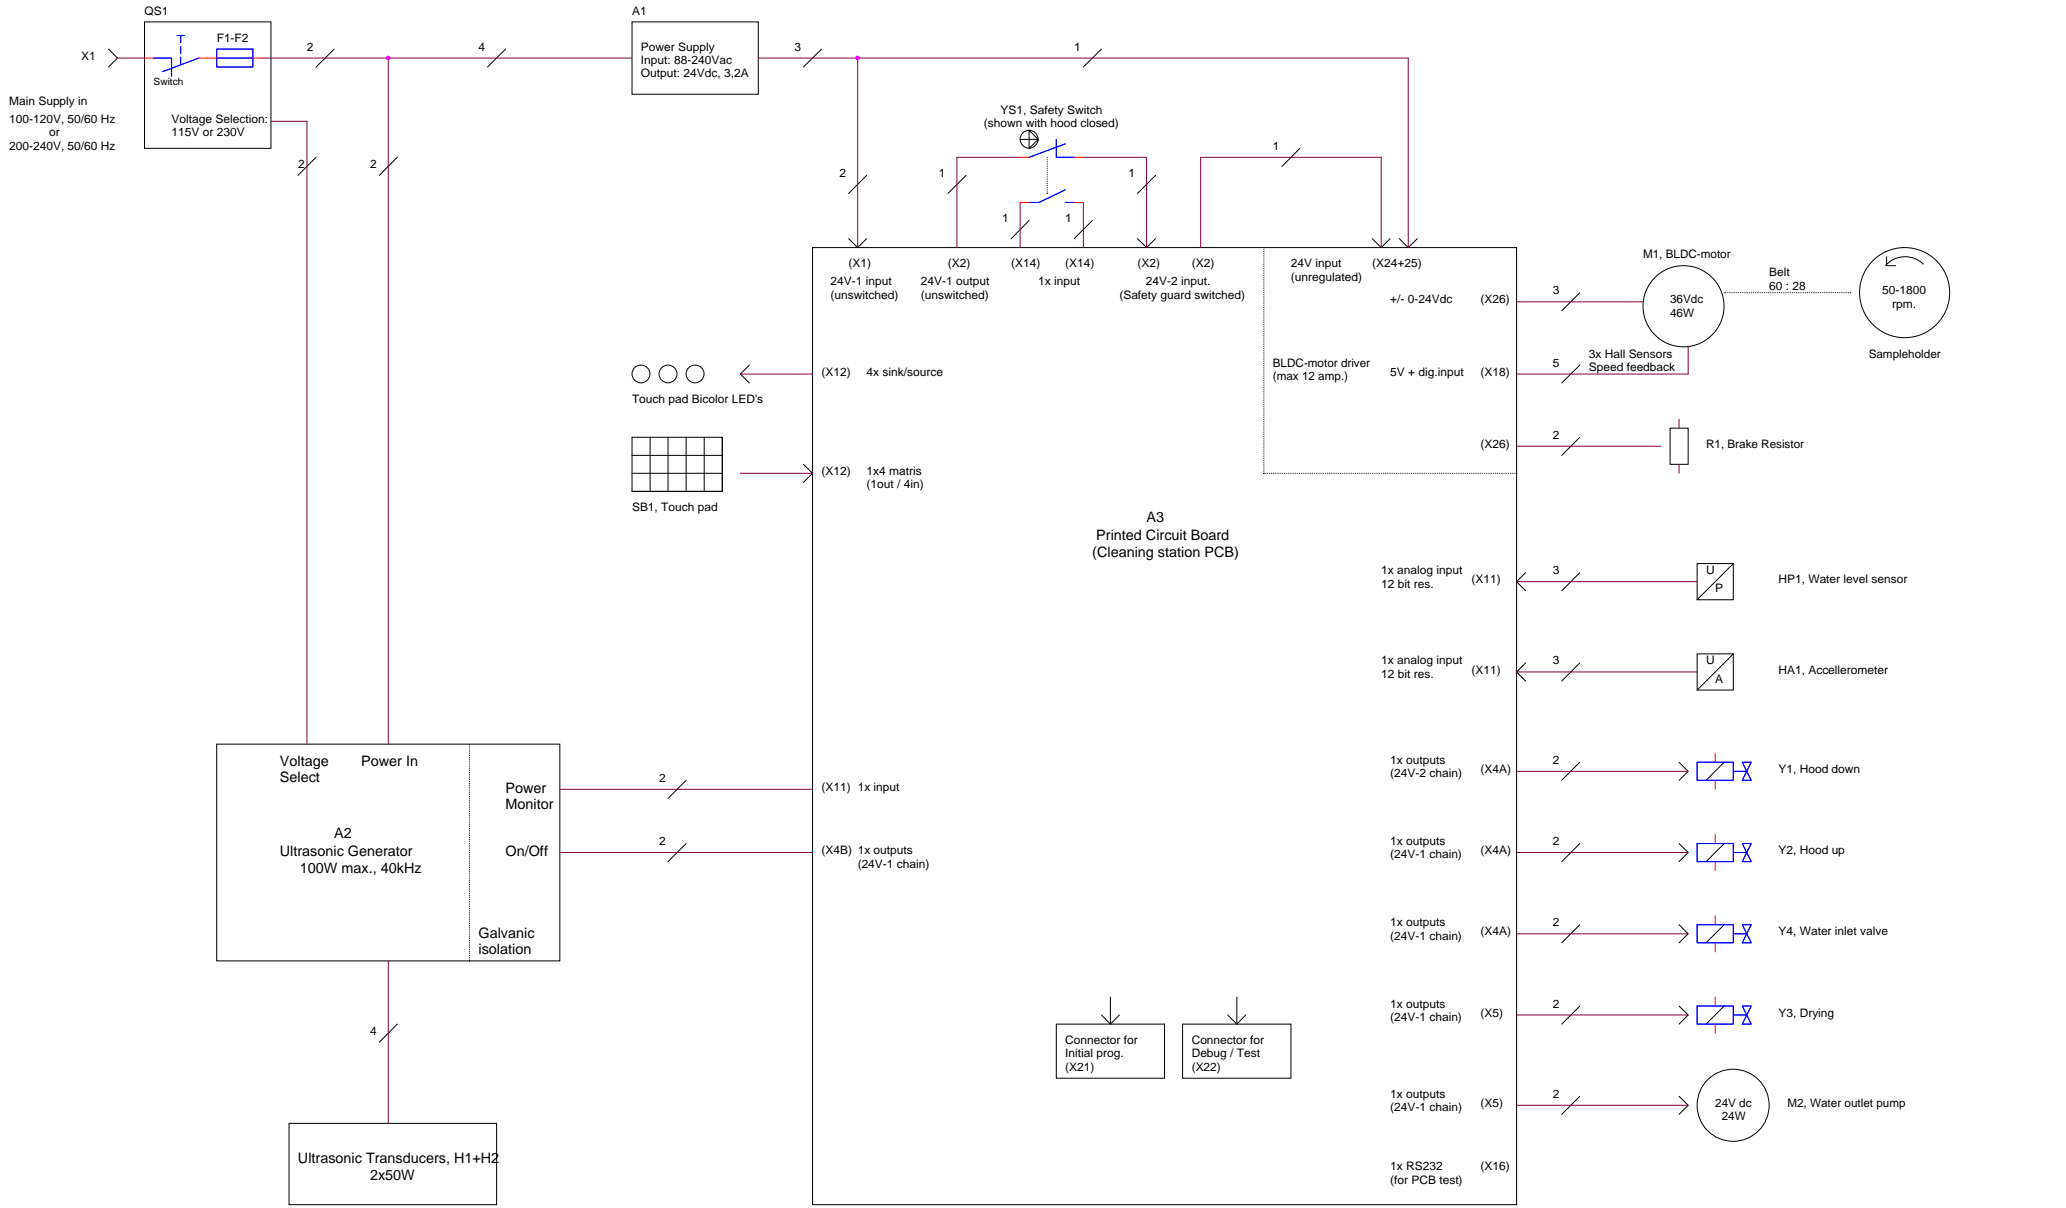 QS1
A1
X1
F1-F2
Switch
2
4
Power Supply
Input: 88-240Vac
Output: 24Vdc, 3,2A
3
1
Main Supply in
100-120V, 50/60 Hz
or
200-240V, 50/60 Hz
Voltage Selection:
115V or 230V
YS1, Safety Switch
(shown with hood closed)
2
2
2
1
1
1
1
1
(X1)
24V-1 input
(unswitched)
(X2)
24V-1 output
(unswitched)
(X14)
(X14)
1x input
(X2)
(X2)
24V-2 input.
(Safety guard switched)
24V input
(unregulated)
(X24+25)
+/- 0-24Vdc
(X26)
3
M1, BLDC-motor
36Vdc
46W
Belt
60 : 28
50-1800
rpm.
Sampleholder
BLDC-motor driver
(max 12 amp.)
5V + dig.input
(X18)
5
3x Hall Sensors
Speed feedback
(X26)
2
R1, Brake Resistor
(X12)
4x sink/source
Touch pad Bicolor LED's
(X12)
1x4 matris
(1out / 4in)
SB1, Touch pad
A3
Printed Circuit Board
(Cleaning station PCB)
1x analog input
12 bit res.
(X11)
3
U
P
HP1, Water level sensor
1x analog input
12 bit res.
(X11)
3
U
A
HA1, Accellerometer
1x outputs
(24V-2 chain)
(X4A)
2
Y1, Hood down
1x outputs
(24V-1 chain)
(X4A)
2
Y2, Hood up
1x outputs
(24V-1 chain)
(X4A)
2
Y4, Water inlet valve
1x outputs
(24V-1 chain)
(X5)
2
Y3, Drying
1x outputs
(24V-1 chain)
(X5)
2
24V dc
24W
M2, Water outlet pump
1x RS232
(for PCB test)
(X16)
Voltage
Select
Power In
Power
Monitor
2
(X11)
1x input
A2
Ultrasonic Generator
100W max., 40kHz
On/Off
2
(X4B)
1x outputs
(24V-1 chain)
Galvanic
isolation
4
Connector for
Initial prog.
(X21)
Connector for
Debug / Test
(X22)
Ultrasonic Transducers, H1+H2
2x50W